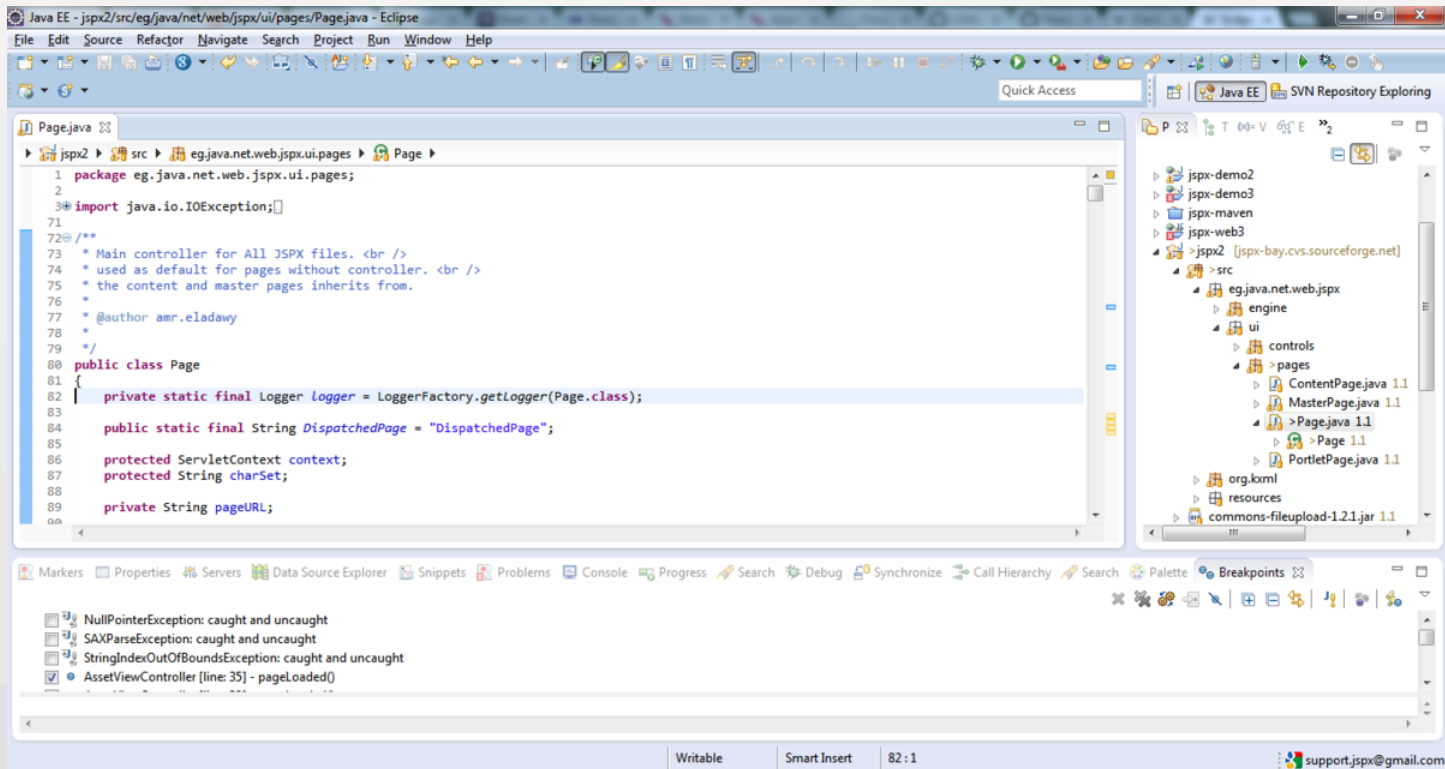 Java EE - jspx2/src/eg/java/net/web/jspx/ui/pages/Page.java - Eclipse
File Edit Source Refactor Navigate Search Project Run Window Help
Quick Access
Java EE
SVN Repository Exploring
Page.java
jspx2 src eg.java.net.web.jspx.ui.pages Page
1 package eg.java.net.web.jspx.ui.pages;
2
3 import java.io.IOException;
71
72 /**
73 * Main controller for All JSPX files. <br />
74 * used as default for pages without controller. <br />
75 * the content and master pages inherits from.
76 *
77 * @author amr.eladawy
78 *
79 */
80 public class Page
81 {
82 private static final Logger logger = LoggerFactory.getLogger(Page.class);
83
84 public static final String DispatchedPage = "DispatchedPage";
85
86 protected ServletContext context;
87 protected String charSet;
88
89 private String pageURL;
90
P T (x)= V E »2
jspx-demo2
jspx-demo3
jspx-maven
jspx-web3
>jspx2 [jspx-bay.cvs.sourceforge.net]
>src
eg.java.net.web.jspx
engine
ui
controls
>pages
ContentPage.java 1.1
MasterPage.java 1.1
>Page.java 1.1
>Page 1.1
PortletPage.java 1.1
org.kxml
resources
commons-fileupload-1.2.1.jar 1.1
Markers Properties Servers Data Source Explorer Snippets Problems Console Progress Search Debug Synchronize Call Hierarchy Search Palette Breakpoints
NullPointerException: caught and uncaught
SAXParseException: caught and uncaught
StringIndexOutOfBoundsException: caught and uncaught
AssetViewController [line: 35] - pageLoaded()
Writable Smart Insert 82 : 1
support.jspx@gmail.com